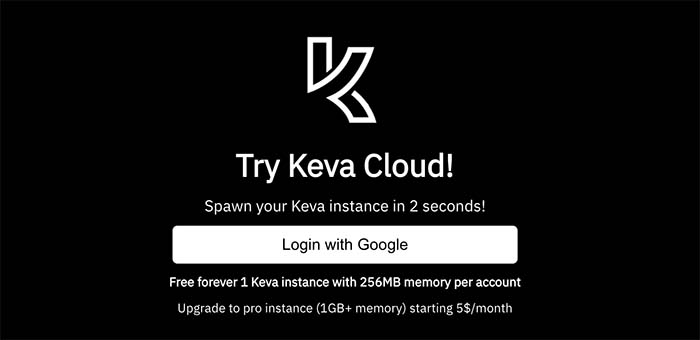 Try Keva Cloud!
Spawn your Keva instance in 2 seconds!
Login with Google
Free forever 1 Keva instance with 256MB memory per account
Upgrade to pro instance (1GB+ memory) starting 5$/month